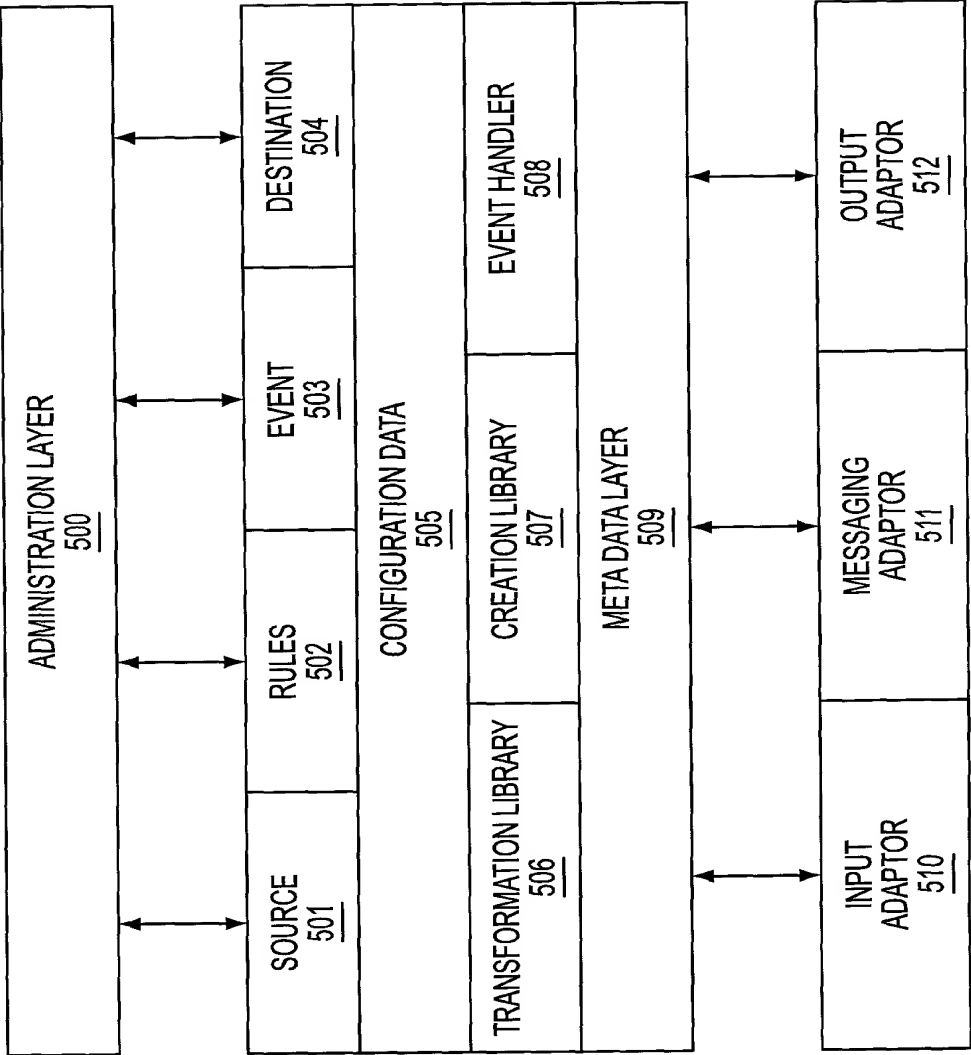 ADMINISTRATION LAYER
500
SOURCE
501
RULES
502
EVENT
503
DESTINATION
504
CONFIGURATION DATA
505
TRANSFORMATION LIBRARY
506
CREATION LIBRARY
507
EVENT HANDLER
508
META DATA LAYER
509
INPUT
ADAPTOR
510
MESSAGING
ADAPTOR
511
OUTPUT
ADAPTOR
512